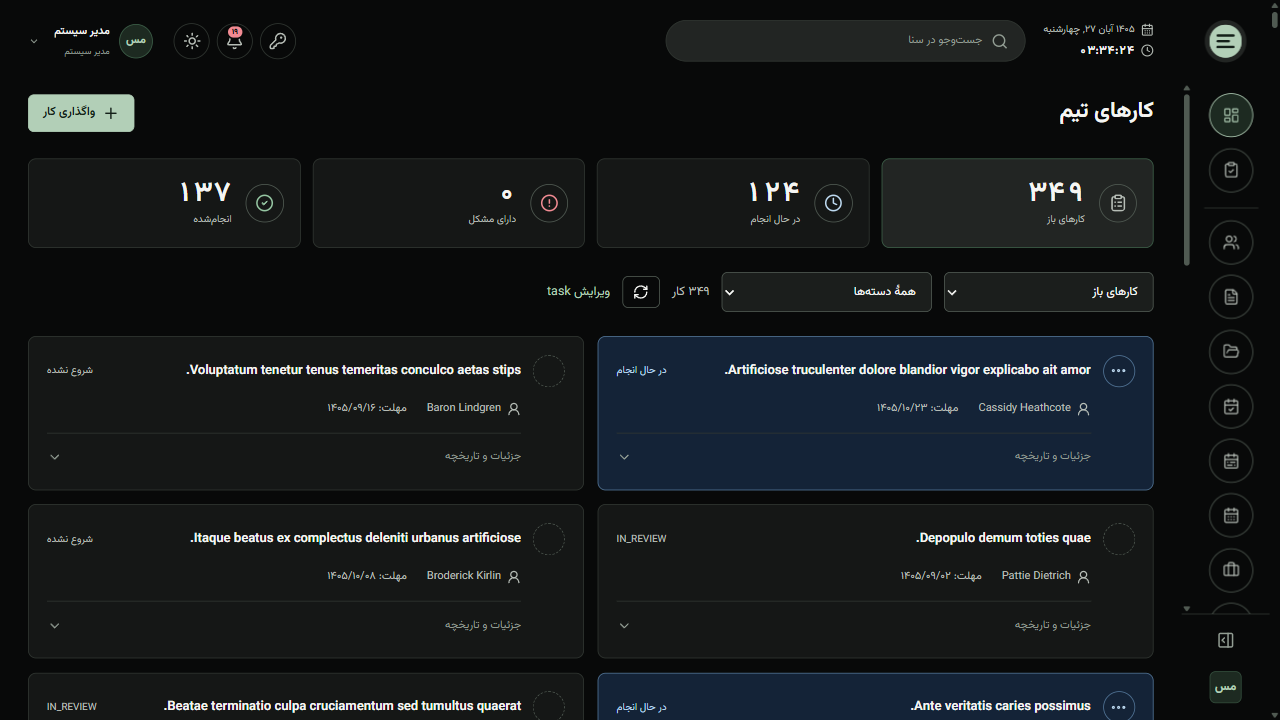 ۱۴۰۵ آبان ۲۷, چهارشنبه
۰۳:۳۴:۲۴
جست‌وجو در سنا
۱۹
مس
مدیر سیستم
مدیر سیستم
کارهای تیم
واگذاری کار
۳۴۹
کارهای باز
۱۲۴
در حال انجام
۰
دارای مشکل
۱۳۷
انجام‌شده
کارهای باز
همهٔ دسته‌ها
۳۴۹ کار
ویرایش task
Artificiose truculenter dolore blandior vigor explicabo ait amor.
در حال انجام
Cassidy Heathcote
مهلت: ۱۴۰۵/۱۰/۲۳
جزئیات و تاریخچه
Voluptatum tenetur tenus temeritas conculco aetas stips.
شروع نشده
Baron Lindgren
مهلت: ۱۴۰۵/۰۹/۱۶
جزئیات و تاریخچه
Depopulo demum toties quae.
IN_REVIEW
Pattie Dietrich
مهلت: ۱۴۰۵/۰۹/۰۲
جزئیات و تاریخچه
Itaque beatus ex complectus deleniti urbanus artificiose.
شروع نشده
Broderick Kirlin
مهلت: ۱۴۰۵/۱۰/۰۸
جزئیات و تاریخچه
Ante veritatis caries possimus.
در حال انجام
Beatae terminatio culpa cruciamentum sed tumultus quaerat.
IN_REVIEW
مس